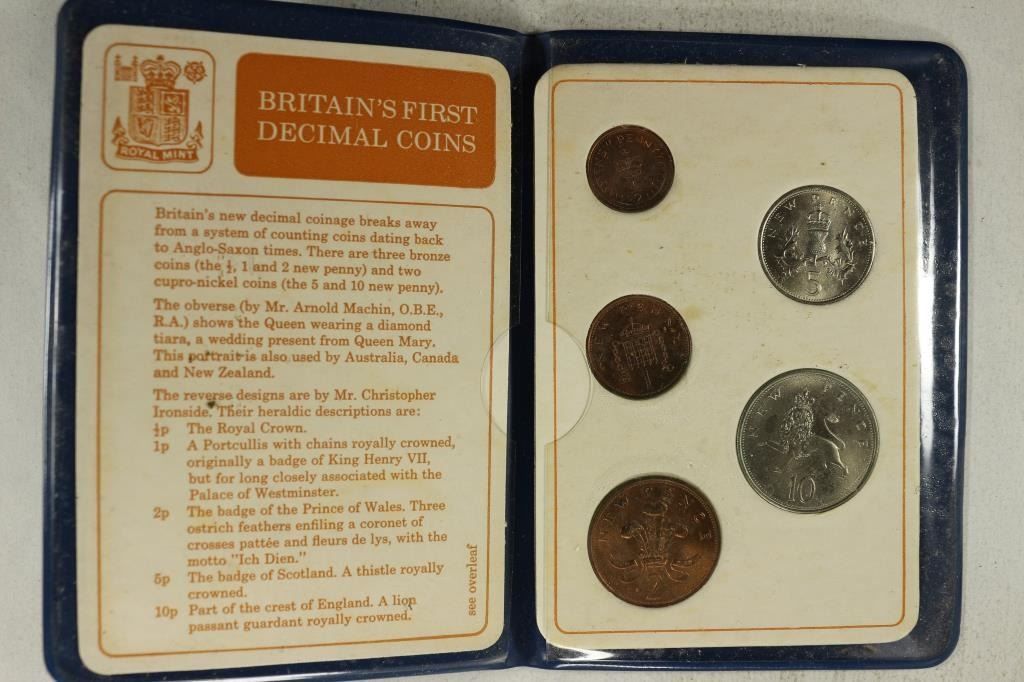 ROYAL MINT
BRITAIN'S FIRST
DECIMAL COINS
Britain's new decimal coinage breaks away
from a system of counting coins dating back
to Anglo-Saxon times. There are three bronze
coins (the ½, 1 and 2 new penny) and two
cupro-nickel coins (the 5 and 10 new penny).
The obverse (by Mr. Arnold Machin, O.B.E.,
R.A.) shows the Queen wearing a diamond
tiara, a wedding present from Queen Mary.
This portrait is also used by Australia, Canada
and New Zealand.
The reverse designs are by Mr. Christopher
Ironside. Their heraldic descriptions are:
½p The Royal Crown.
1p A Portcullis with chains royally crowned,
originally a badge of King Henry VII,
but for long closely associated with the
Palace of Westminster.
2p The badge of the Prince of Wales. Three
ostrich feathers enfiling a coronet of
crosses pattée and fleurs de lys, with the
motto "Ich Dien."
5p The badge of Scotland. A thistle royally
crowned.
10p Part of the crest of England. A lion
passant guardant royally crowned.
see overleaf
NEW PENCE
5
NEW PENNY
NEW PENCE
10
NEW PENCE
2